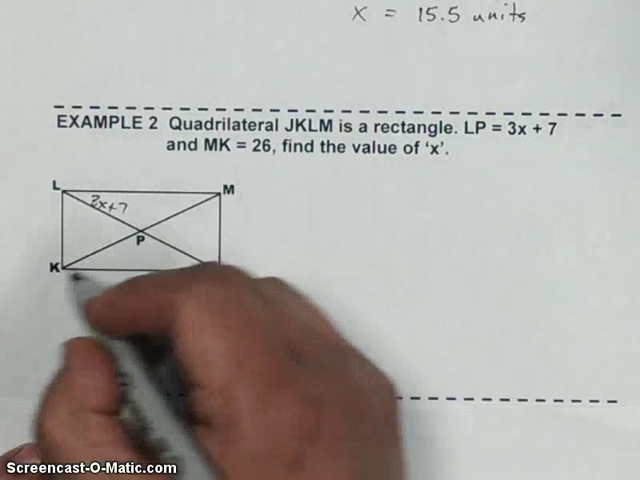 x = 15.5 units
EXAMPLE 2 Quadrilateral JKLM is a rectangle. LP = 3x + 7
and MK = 26, find the value of ‘x’.
L
M
3x+7
P
K
Screencast-O-Matic.com